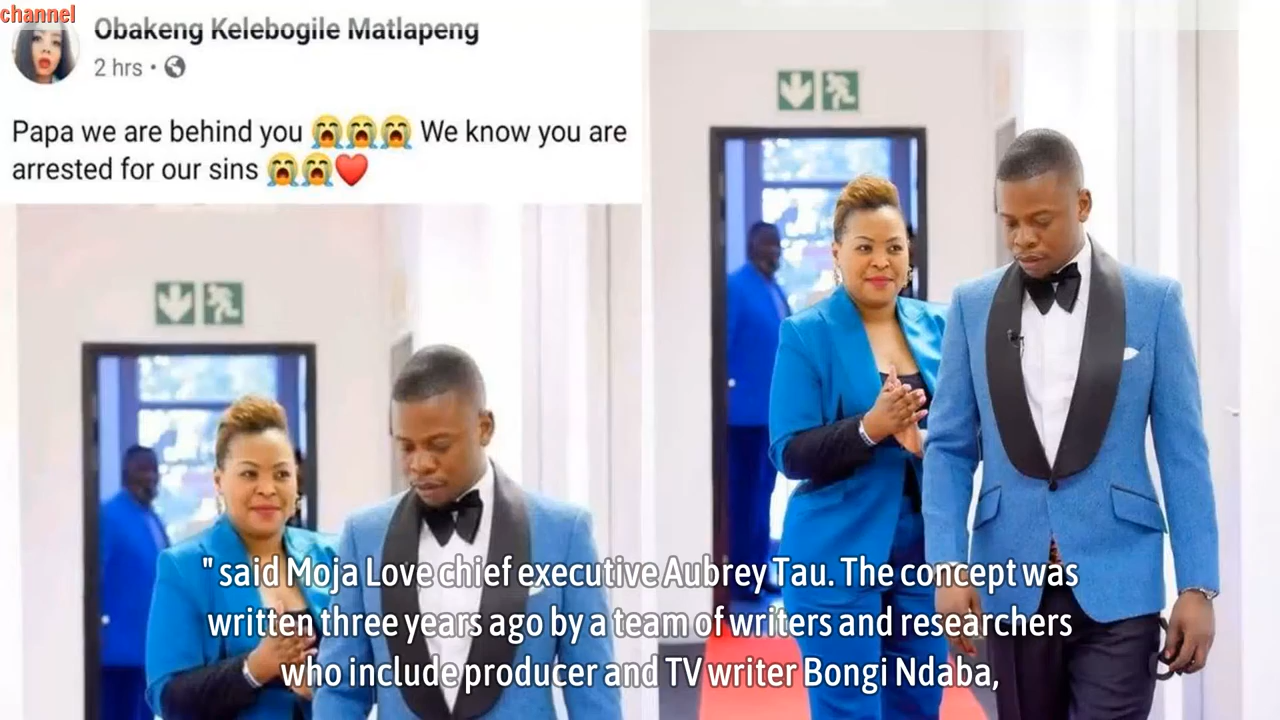 channel
Obakeng Kelebogile Matlapeng
2 hrs •
Papa we are behind you 😭😭😭 We know you are
arrested for our sins 😭😭❤️
" said Moja Love chief executive Aubrey Tau. The concept was
written three years ago by a team of writers and researchers
who include producer and TV writer Bongi Ndaba,